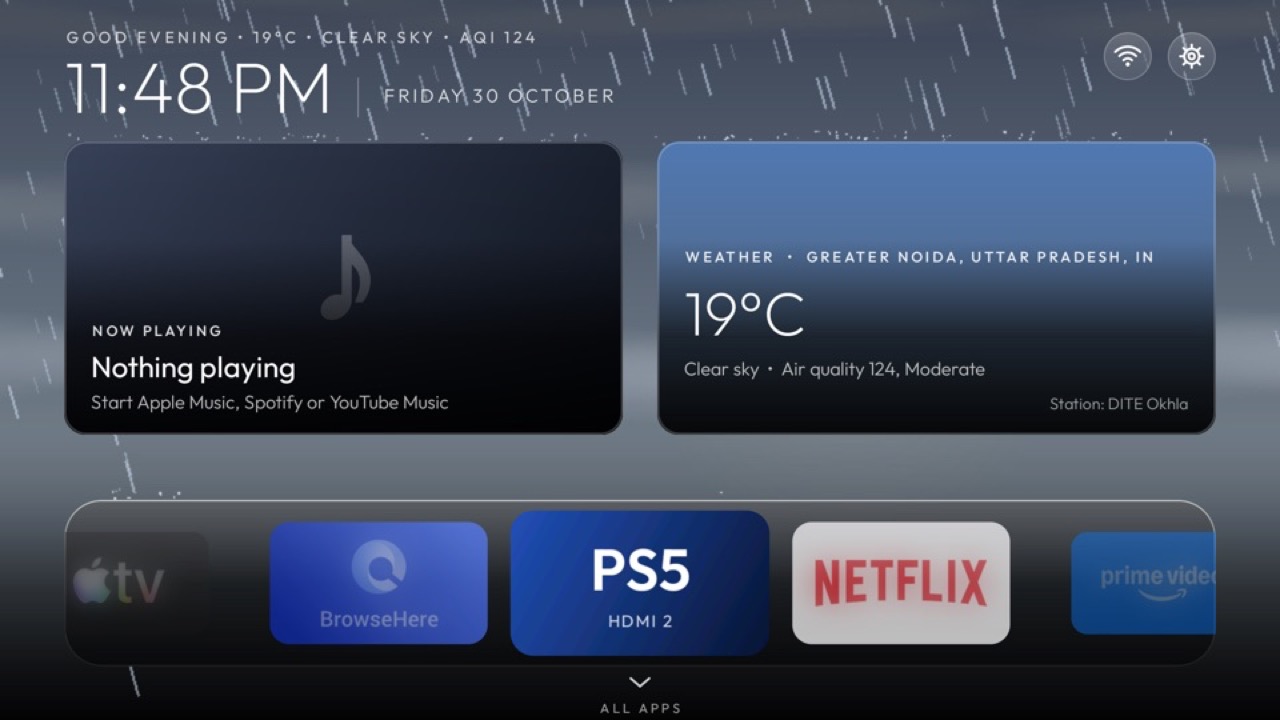 GOOD EVENING • 19°C • CLEAR SKY • AQI 124
11:48 PM
FRIDAY 30 OCTOBER
NOW PLAYING
Nothing playing
Start Apple Music, Spotify or YouTube Music
WEATHER • GREATER NOIDA, UTTAR PRADESH, IN
19°C
Clear sky • Air quality 124, Moderate
Station: DITE Okhla
tv
BrowseHere
PS5
HDMI 2
NETFLIX
prime video
ALL APPS